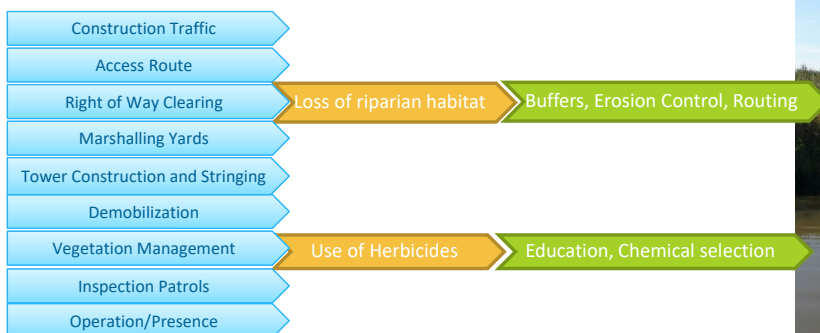 Construction Traffic
Access Route
Right of Way Clearing
Loss of riparian habitat
Buffers, Erosion Control, Routing
Marshalling Yards
Tower Construction and Stringing
Demobilization
Vegetation Management
Use of Herbicides
Education, Chemical selection
Inspection Patrols
Operation/Presence